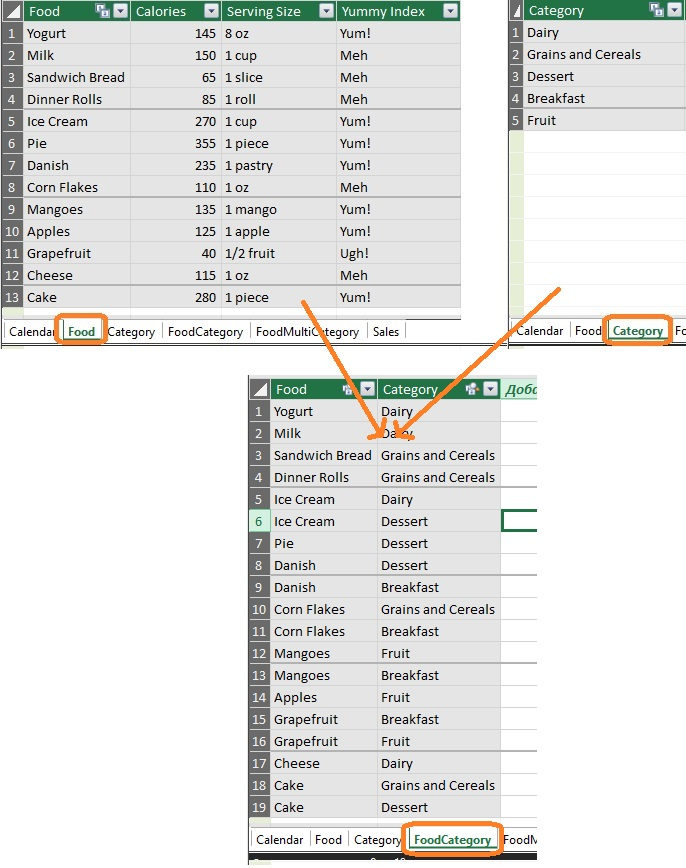 Food Calories Serving Size Yummy Index
1 Yogurt 145 8 oz Yum!
2 Milk 150 1 cup Meh
3 Sandwich Bread 65 1 slice Meh
4 Dinner Rolls 85 1 roll Meh
5 Ice Cream 270 1 cup Yum!
6 Pie 355 1 piece Yum!
7 Danish 235 1 pastry Yum!
8 Corn Flakes 110 1 oz Meh
9 Mangoes 135 1 mango Yum!
10 Apples 125 1 apple Yum!
11 Grapefruit 40 1/2 fruit Ugh!
12 Cheese 115 1 oz Meh
13 Cake 280 1 piece Yum!
Calendar Food Category FoodCategory FoodMultiCategory Sales
Category
1 Dairy
2 Grains and Cereals
3 Dessert
4 Breakfast
5 Fruit
Calendar Food Category Fo
Food Category Доба
1 Yogurt Dairy
2 Milk Dairy
3 Sandwich Bread Grains and Cereals
4 Dinner Rolls Grains and Cereals
5 Ice Cream Dairy
6 Ice Cream Dessert
7 Pie Dessert
8 Danish Dessert
9 Danish Breakfast
10 Corn Flakes Grains and Cereals
11 Corn Flakes Breakfast
12 Mangoes Fruit
13 Mangoes Breakfast
14 Apples Fruit
15 Grapefruit Breakfast
16 Grapefruit Fruit
17 Cheese Dairy
18 Cake Grains and Cereals
19 Cake Dessert
Calendar Food Category FoodCategory FoodM